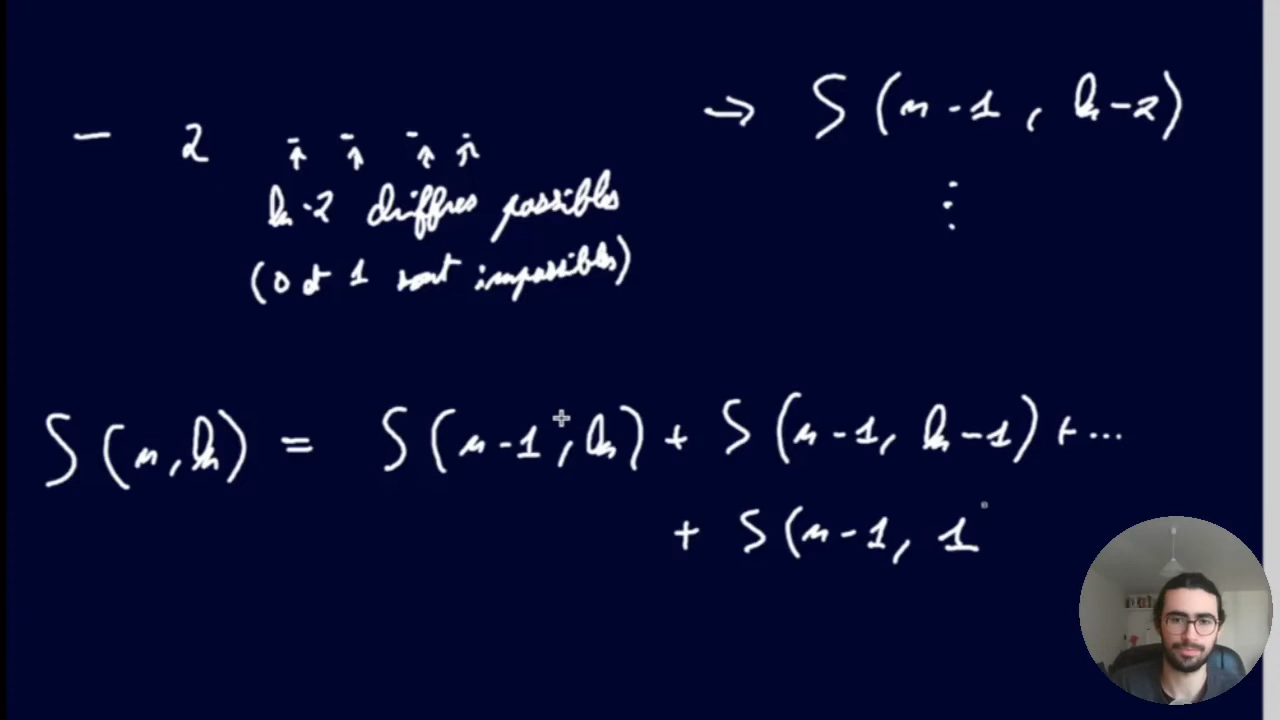 - 2 → S(n-1, k-2)
k-2 chiffres possibles
(0 et 1 sont impossibles)
⋮
S(n,k) = S(n-1,k) + S(n-1, k-1) + ...
+ S(n-1, 1